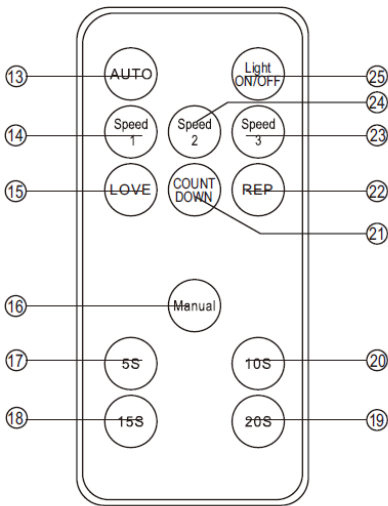 13 AUTO Light ON/OFF 25
24
14 Speed 1 Speed 2 Speed 3 23
15 LOVE COUNT DOWN REP 22
21
16 Manual
17 5S 10S 20
18 15S 20S 19